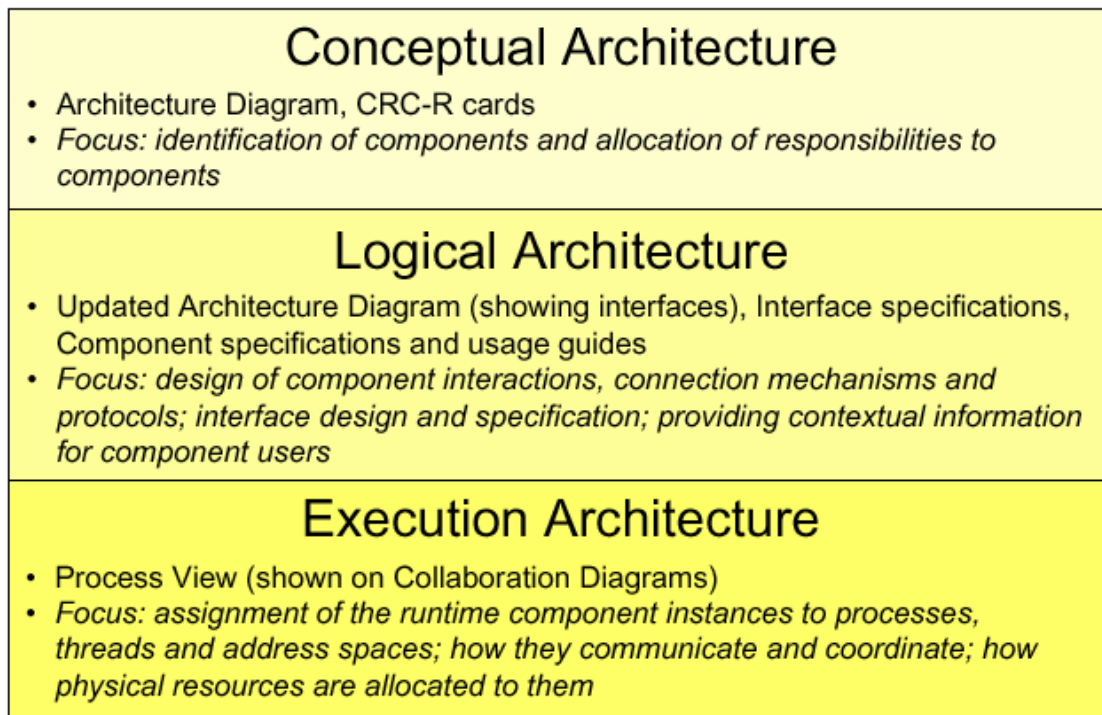 Conceptual Architecture
• Architecture Diagram, CRC-R cards
• Focus: identification of components and allocation of responsibilities to
components
Logical Architecture
• Updated Architecture Diagram (showing interfaces), Interface specifications,
Component specifications and usage guides
• Focus: design of component interactions, connection mechanisms and
protocols; interface design and specification; providing contextual information
for component users
Execution Architecture
• Process View (shown on Collaboration Diagrams)
• Focus: assignment of the runtime component instances to processes,
threads and address spaces; how they communicate and coordinate; how
physical resources are allocated to them